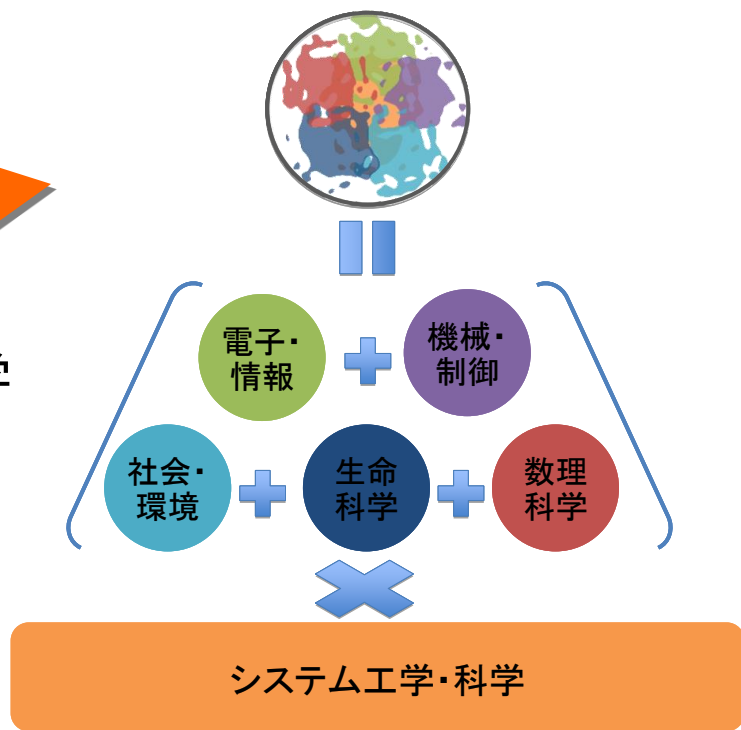 電子・
情報
機械・
制御
学
社会・
環境
生命
科学
数理
科学
システム工学・科学